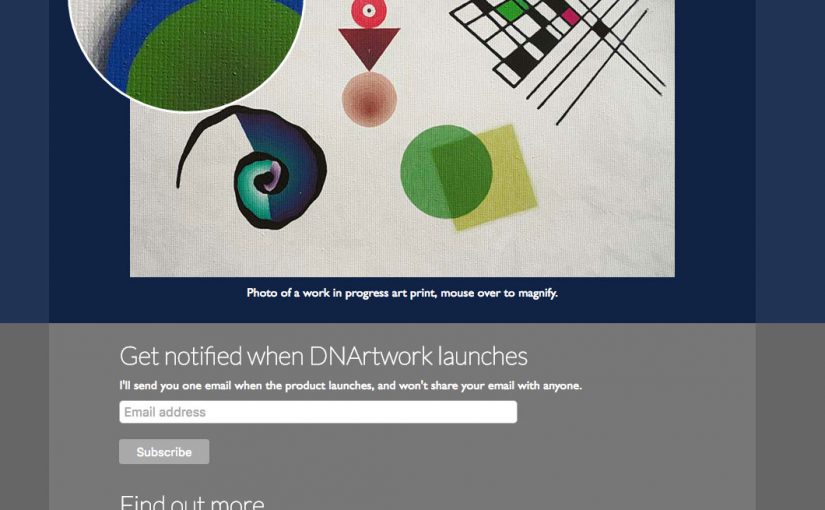 Photo of a work in progress art print, mouse over to magnify.
Get notified when DNArtwork launches
I'll send you one email when the product launches, and won't share your email with anyone.
Email address
Subscribe
Find out more